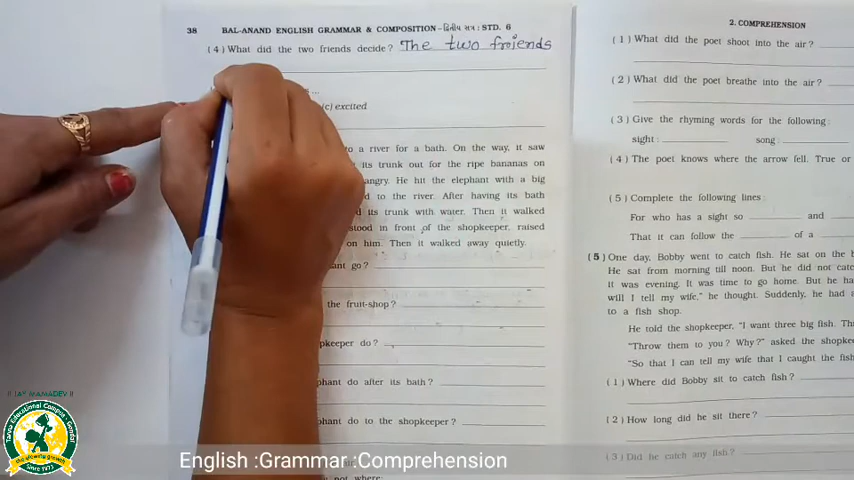 38 BAL-ANAND ENGLISH GRAMMAR & COMPOSITION - દ્વિતીય સત્ર : STD. 6
( 4 ) What did the two friends decide? The two froiends
(c) excited
to a river for a bath. On the way, it saw
its trunk out for the ripe bananas on
angry. He hit the elephant with a big
to the river. After having its bath
its trunk with water. Then it walked
stood in front of the shopkeeper, raised
on him. Then it walked away quietly.
go?
the fruit-shop?
do?
do after its bath?
do to the shopkeeper?
not where:
2. COMPREHENSION
( 1 ) What did the poet shoot into the air?
( 2 ) What did the poet breathe into the air?
( 3 ) Give the rhyming words for the following :
sight : song :
( 4 ) The poet knows where the arrow fell. True or
( 5 ) Complete the following lines :
For who has a sight so and
That it can follow the of a
( 5 ) One day, Bobby went to catch fish. He sat on the
He sat from morning till noon. But he did not
it was evening. It was time to go home. But he
will I tell my wife," he thought. Suddenly, he had
to a fish shop.
He told the shopkeeper, "I want three big fish.
"Throw them to you? Why?" asked the
"So that I can tell my wife that I caught the
( 1 ) Where did Bobby sit to catch fish?
( 2 ) How long did he sit there?
( 3 ) Did he catch any fish?
|| JAY MAMADEV ||
the glowing growth
Since 1973
English :Grammar :Comprehension